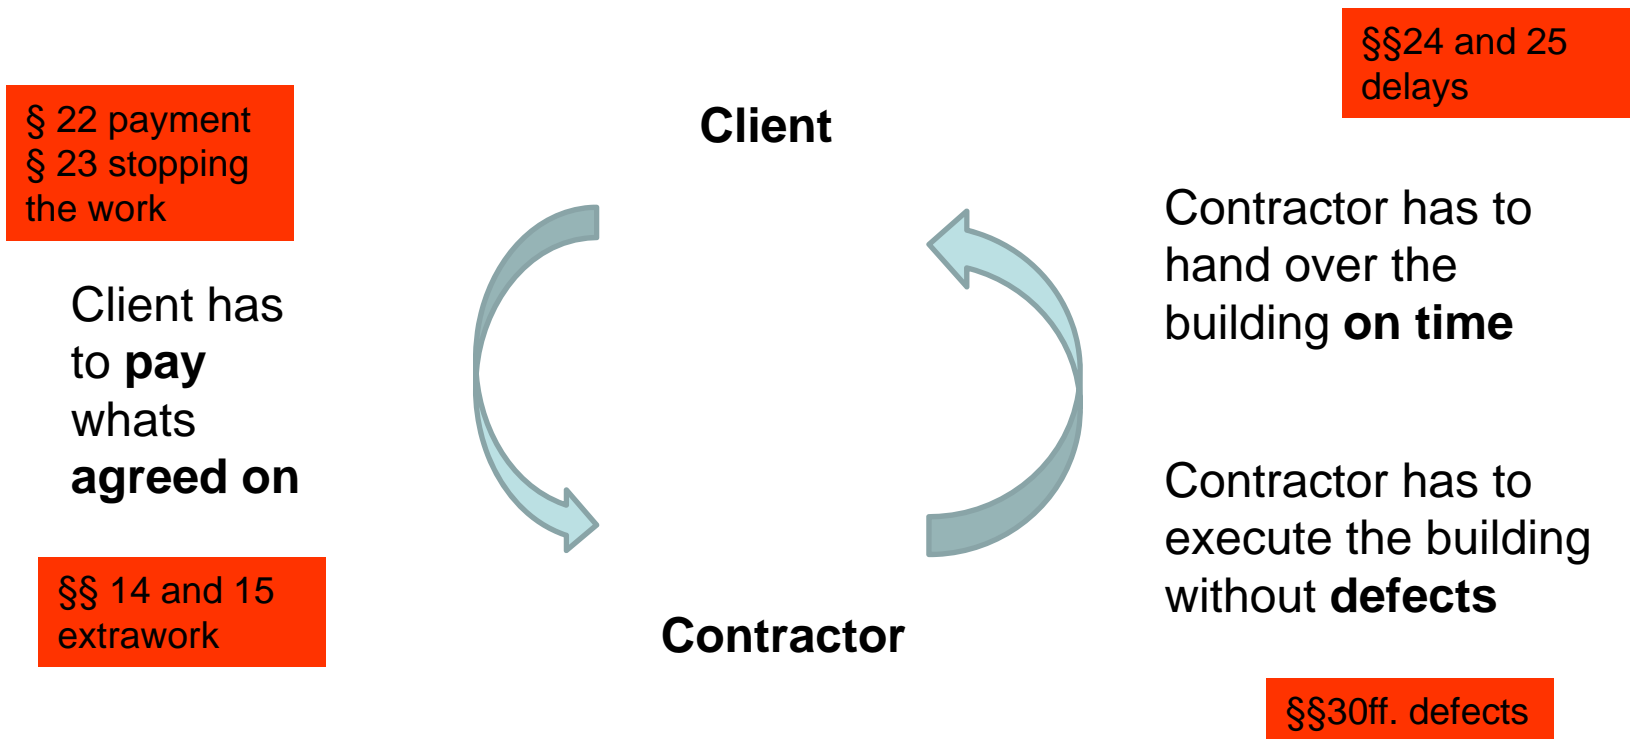 §§24 and 25
delays
§ 22 payment
§ 23 stopping
the work
Client
Contractor has to
hand over the
building on time
Client has
to pay
whats
agreed on
Contractor has to
execute the building
without defects
§§ 14 and 15
extrawork
Contractor
§§30ff. defects